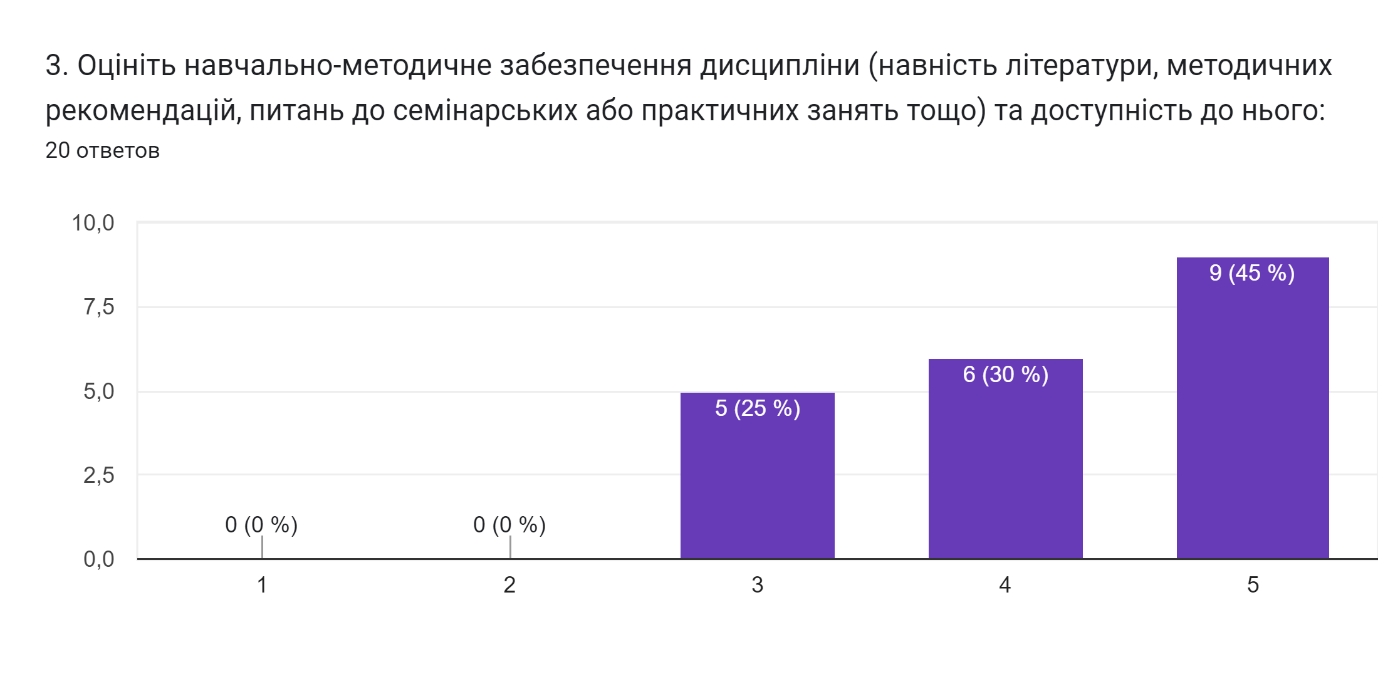 3. Оцініть навчально-методичне забезпечення дисципліни (навність літератури, методичних
рекомендацій, питань до семінарських або практичних занять тощо) та доступність до нього:
20 ответов
10,0
7,5
5,0
2,5
0,0
0 (0 %)
0 (0 %)
5 (25 %)
6 (30 %)
9 (45 %)
1
2
3
4
5